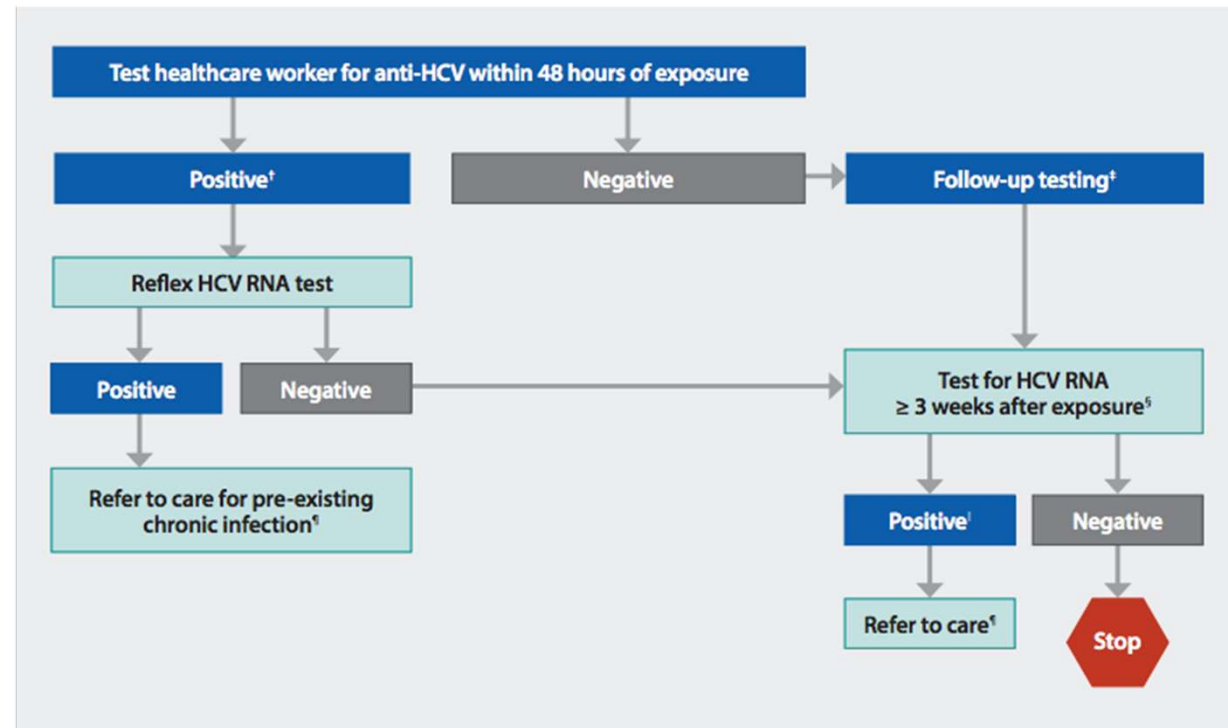 Test healthcare worker for anti-HCV within 48 hours of exposure
Positive†
Negative
Follow-up testing‡
Reflex HCV RNA test
Positive
Negative
Test for HCV RNA
≥ 3 weeks after exposure§
Refer to care for pre-existing
chronic infection¶
Positive|
Negative
Refer to care¶
Stop